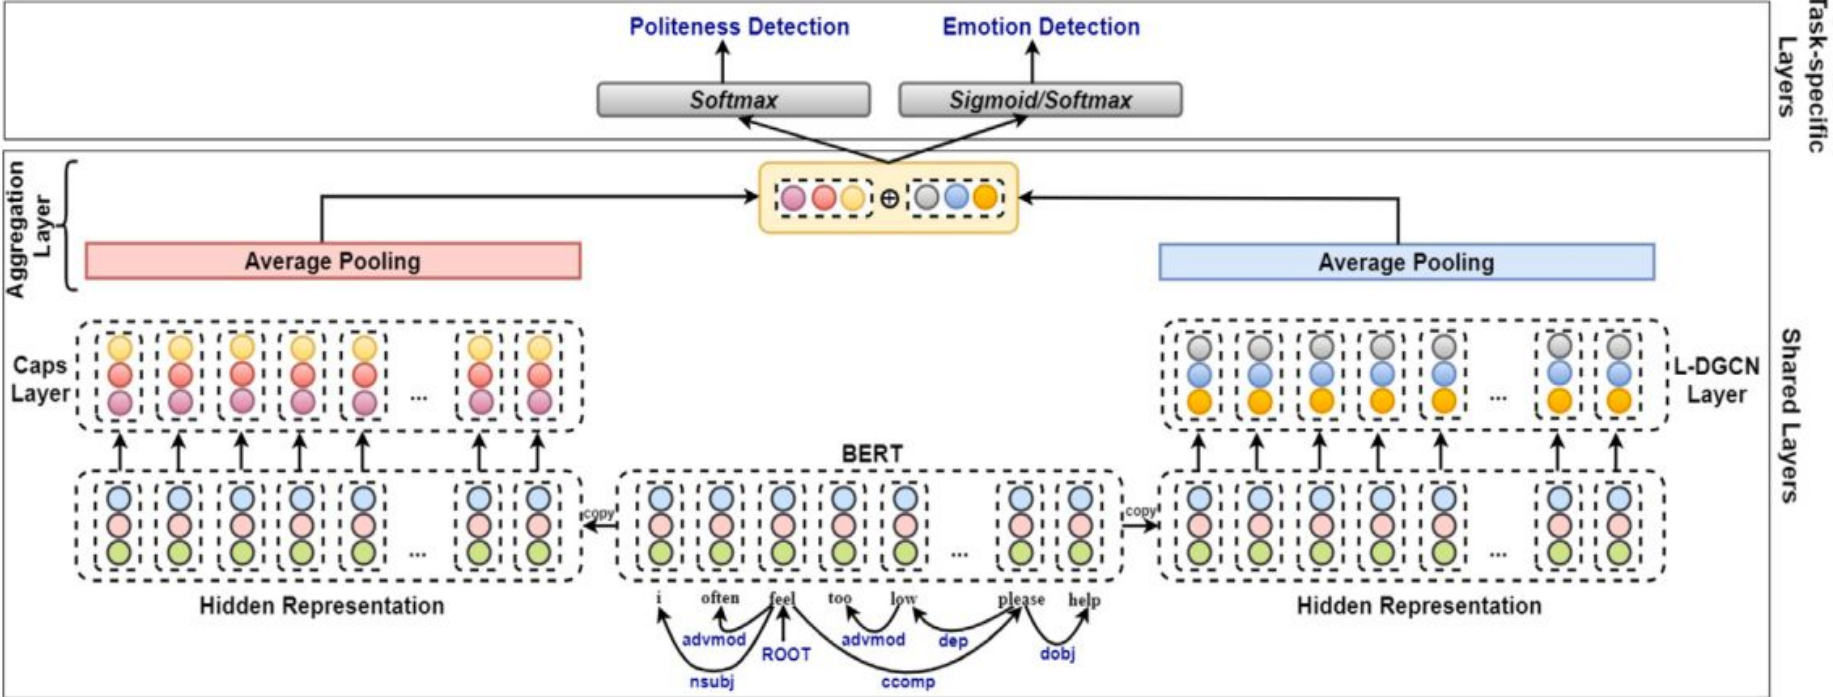 Politeness Detection
Emotion Detection
Softmax
Sigmoid/Softmax
Task-specific
Layers
Aggregation
Layer
⊕
Average Pooling
Average Pooling
Caps
Layer
...
...
L-DGCN
Layer
Shared Layers
BERT
copy
copy
...
...
...
Hidden Representation
i often feel too low please help
Hidden Representation
advmod
ROOT
advmod
dep
dobj
nsubj
ccomp